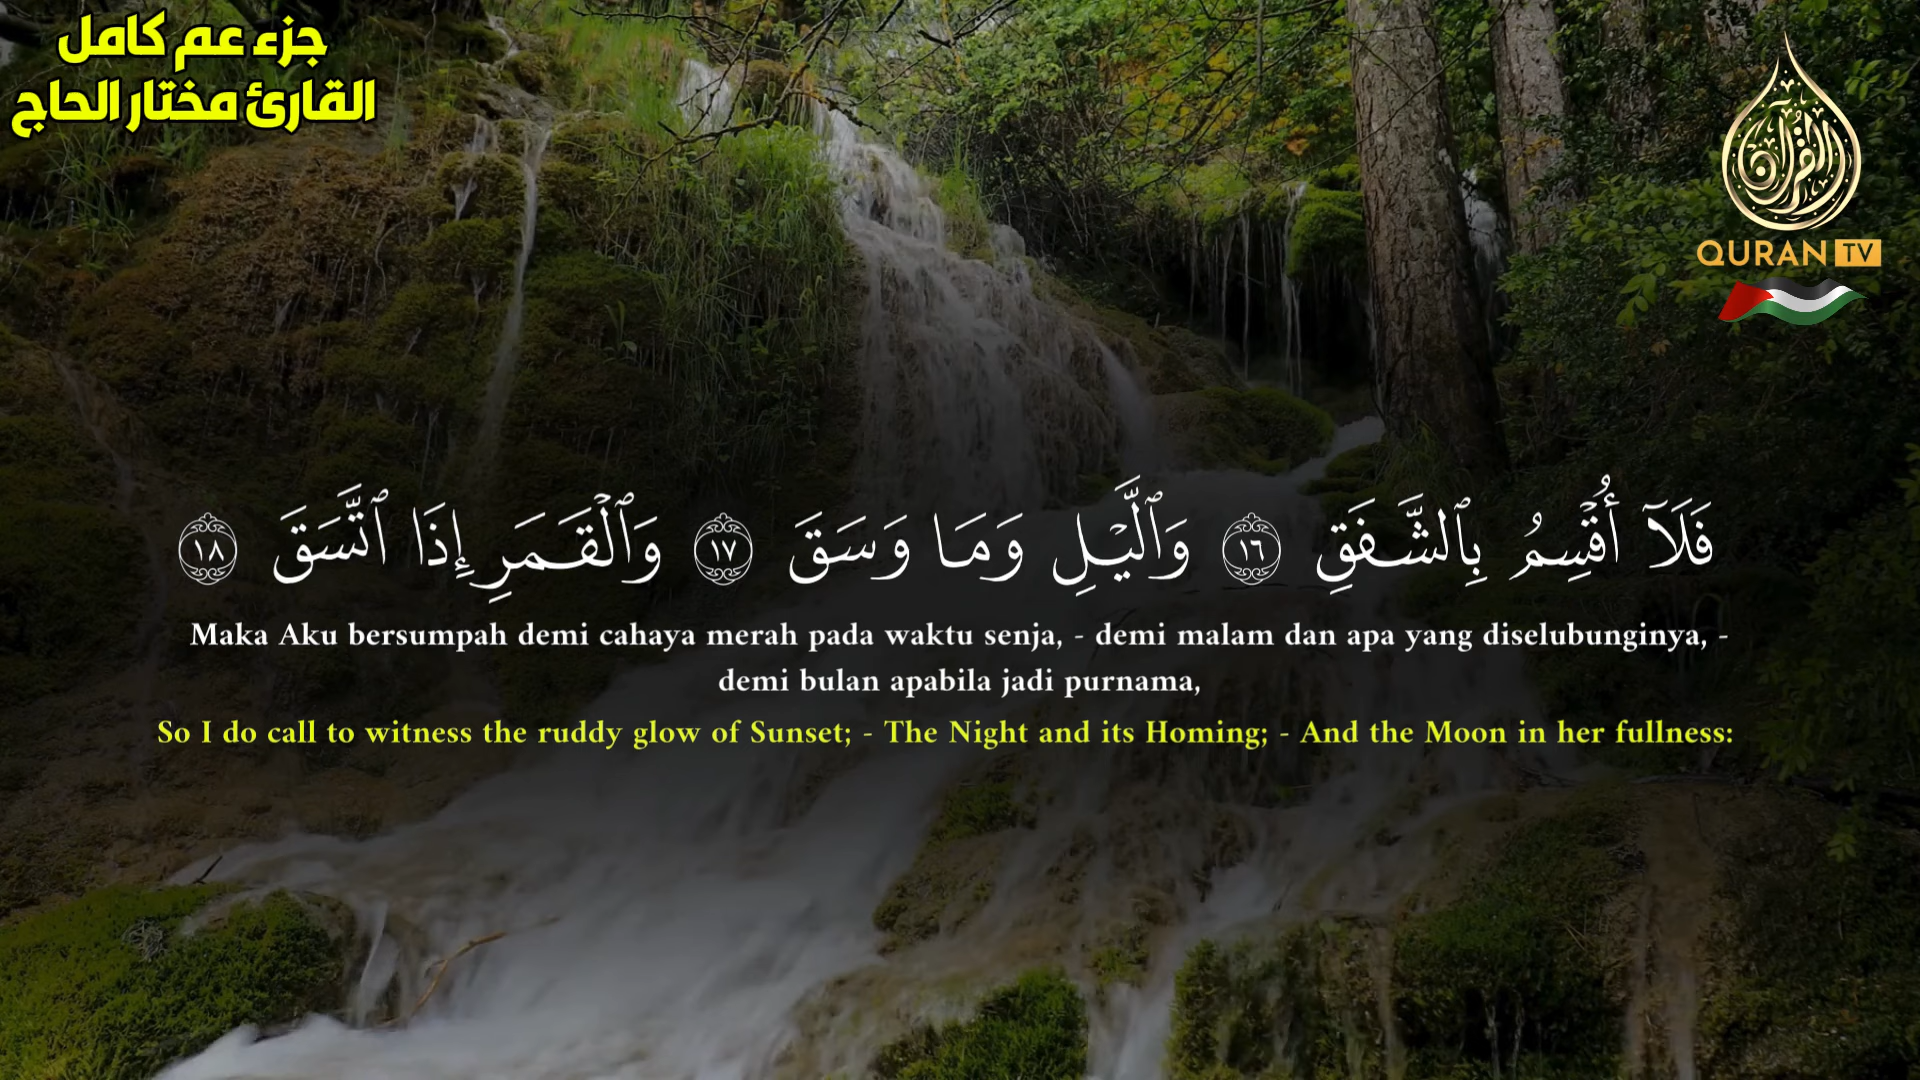 جزء عم كامل
القارئ مختار الحاج
القرآن
QURAN TV
فَلَآ أُقۡسِمُ بِٱلشَّفَقِ ١٦ وَٱلَّيۡلِ وَمَا وَسَقَ ١٧ وَٱلۡقَمَرِ إِذَا ٱتَّسَقَ ١٨
Maka Aku bersumpah demi cahaya merah pada waktu senja, - demi malam dan apa yang diselubunginya, -
demi bulan apabila jadi purnama,
So I do call to witness the ruddy glow of Sunset; - The Night and its Homing; - And the Moon in her fullness: